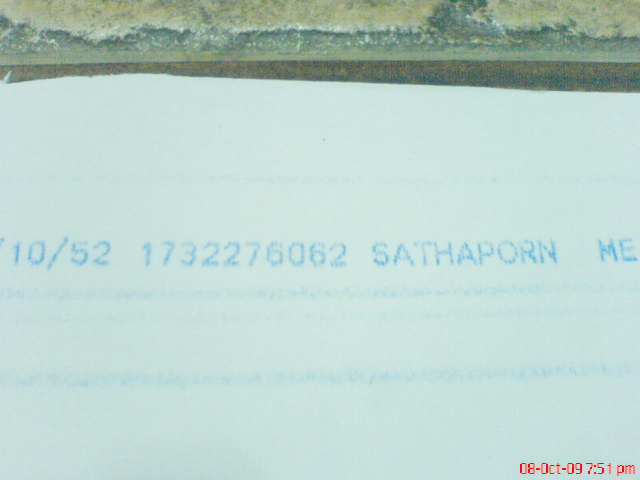 /10/52 1732276062 SATHAPORN ME
08-Oct-09 7:51 pm